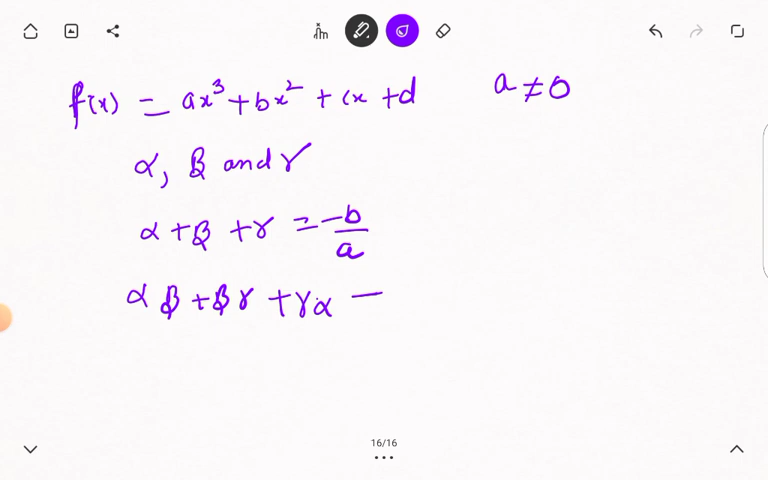 f(x) = ax³ + bx² + cx + d a ≠ 0
α, β and γ
α + β + γ = -b/a
αβ + βγ + γα –
16/16